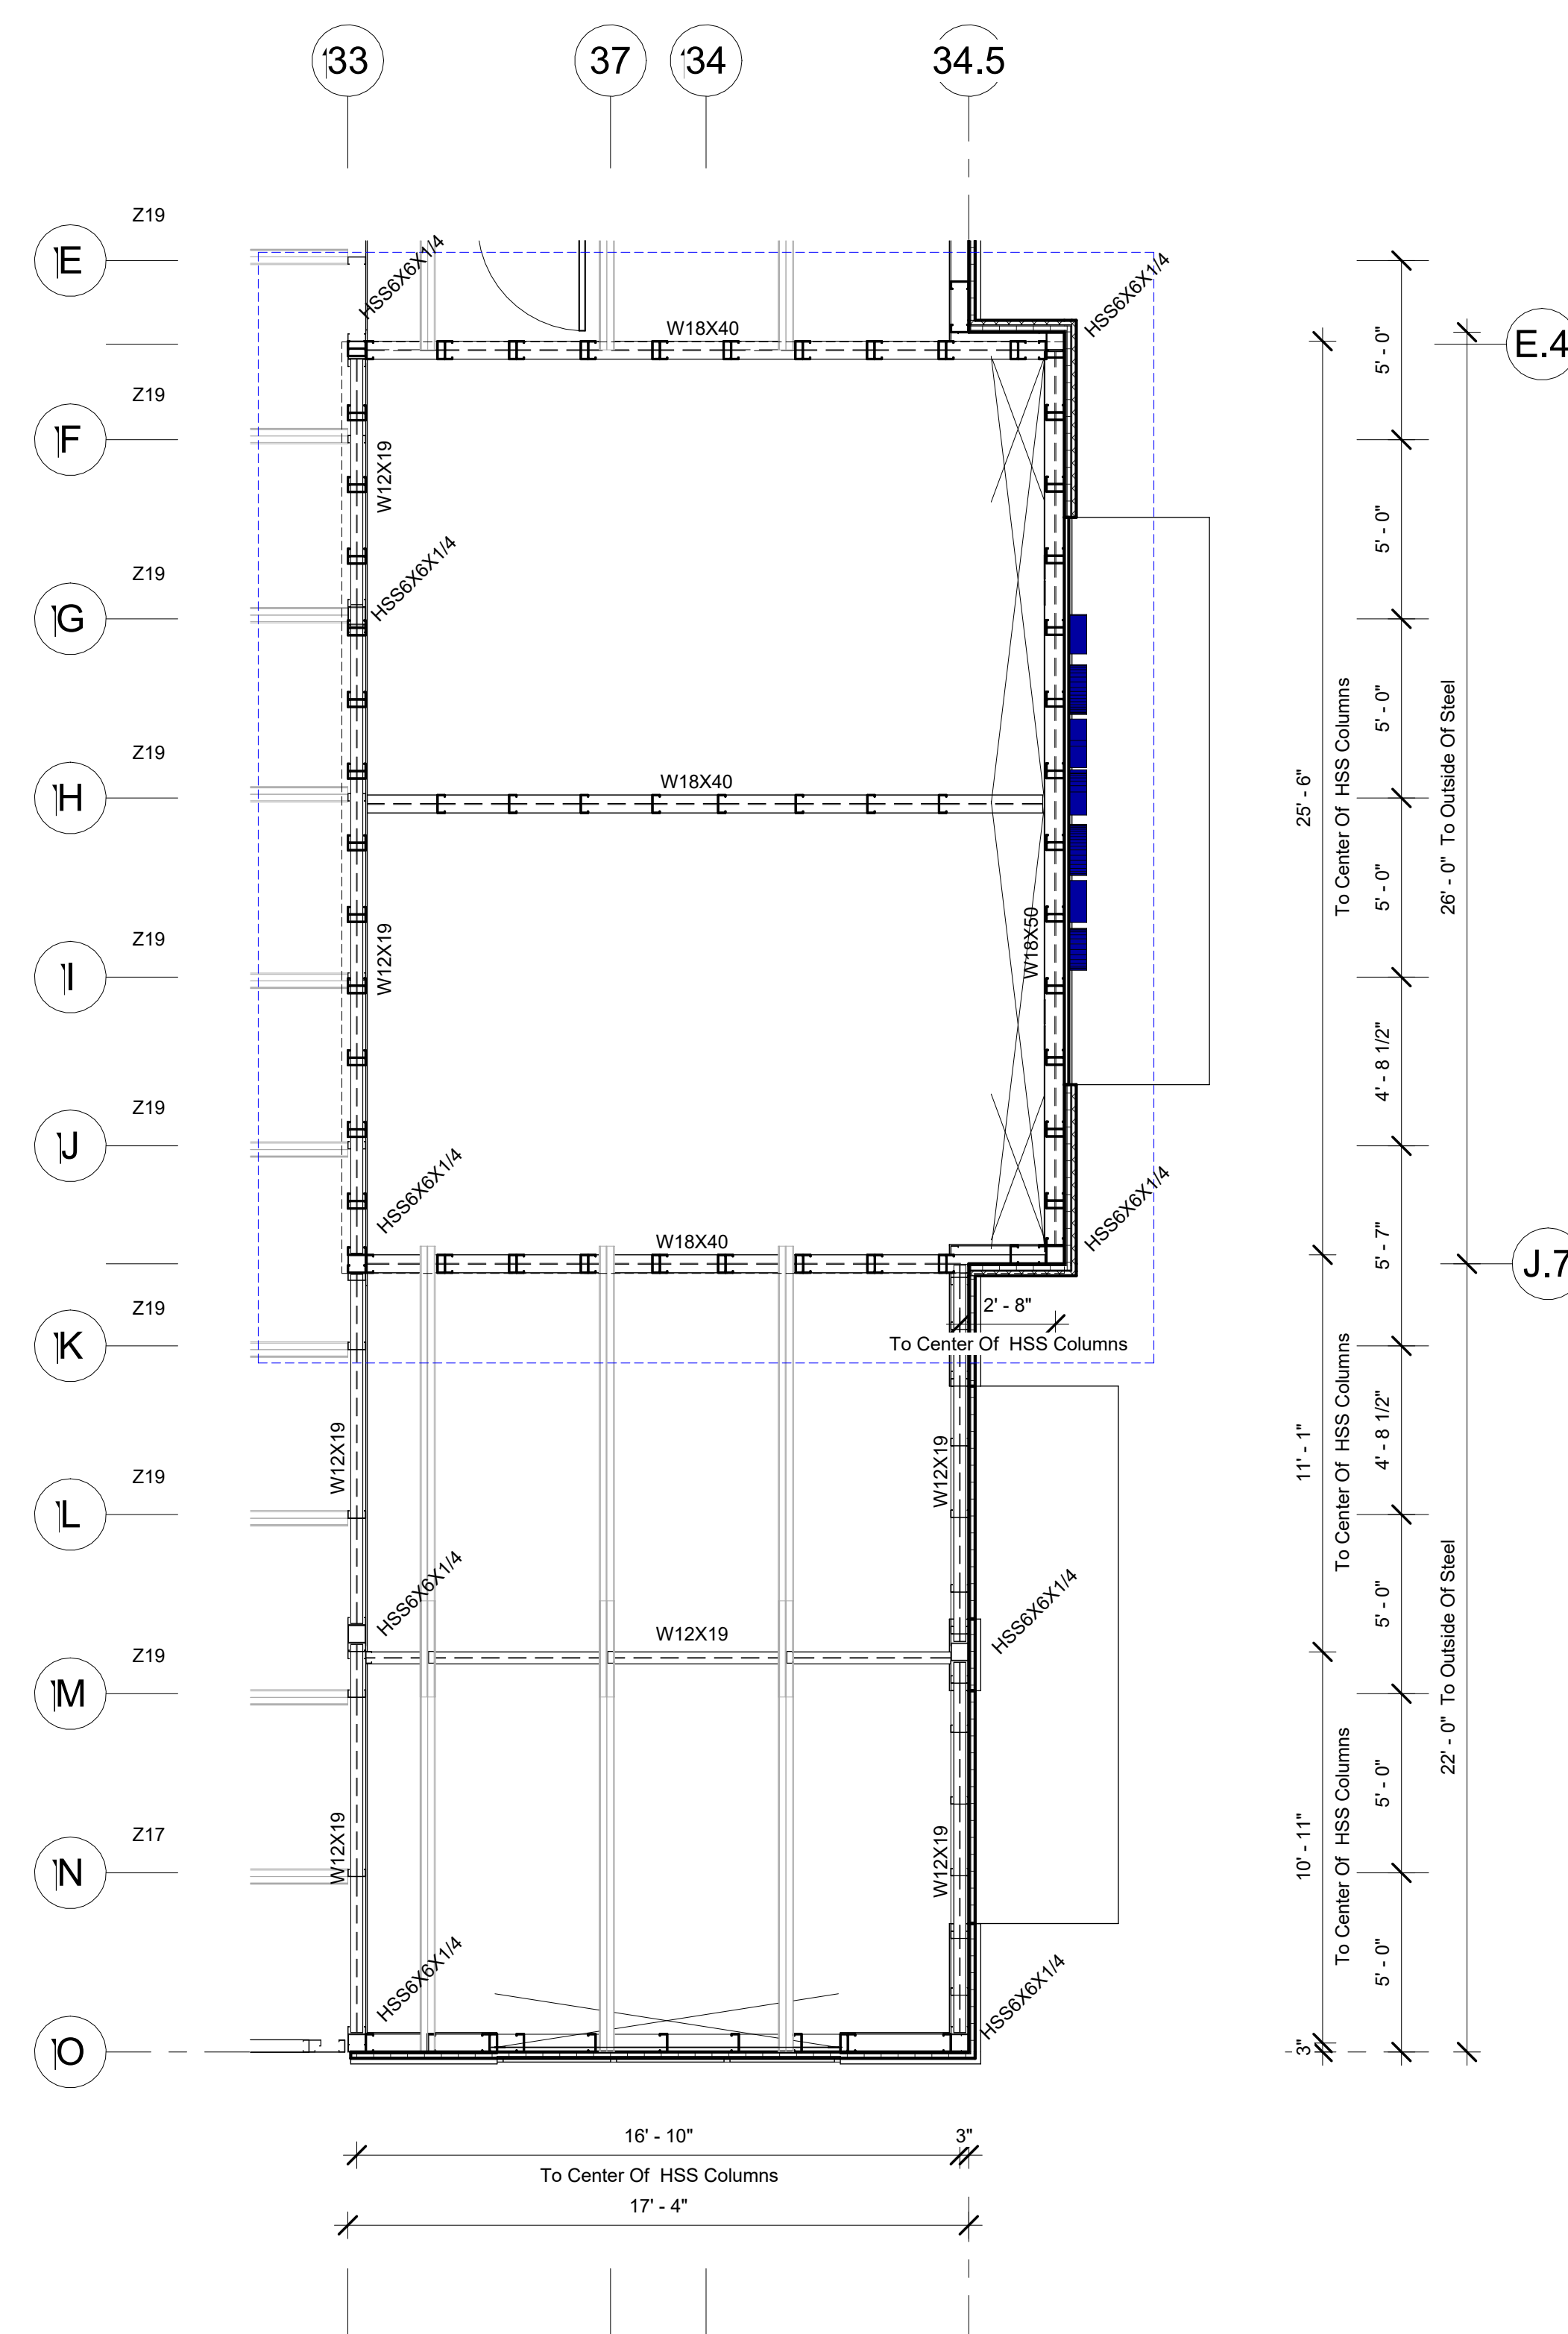 33
37
34
34.5
Z19
E
HSS6X6X1/4
HSS6X6X1/4
W18X40
E.4
5' - 0"
Z19
F
W12X19
5' - 0"
HSS6X6X1/4
Z19
G
5' - 0"
To Center Of HSS Columns
26' - 0" To Outside Of Steel
Z19
H
W18X40
25' - 6"
5' - 0"
Z19
I
W12X19
W18X50
4' - 8 1/2"
Z19
J
HSS6X6X1/4
HSS6X6X1/4
W18X40
5' - 7"
J.7
2' - 8"
To Center Of HSS Columns
Z19
K
To Center Of HSS Columns
W12X19
W12X19
11' - 1"
4' - 8 1/2"
Z19
L
HSS6X6X1/4
HSS6X6X1/4
5' - 0"
22' - 0" To Outside Of Steel
W12X19
Z19
M
5' - 0"
To Center Of HSS Columns
Z17
N
W12X19
W12X19
10' - 11"
HSS6X6X1/4
HSS6X6X1/4
5' - 0"
O
3"
16' - 10"
3"
To Center Of HSS Columns
17' - 4"